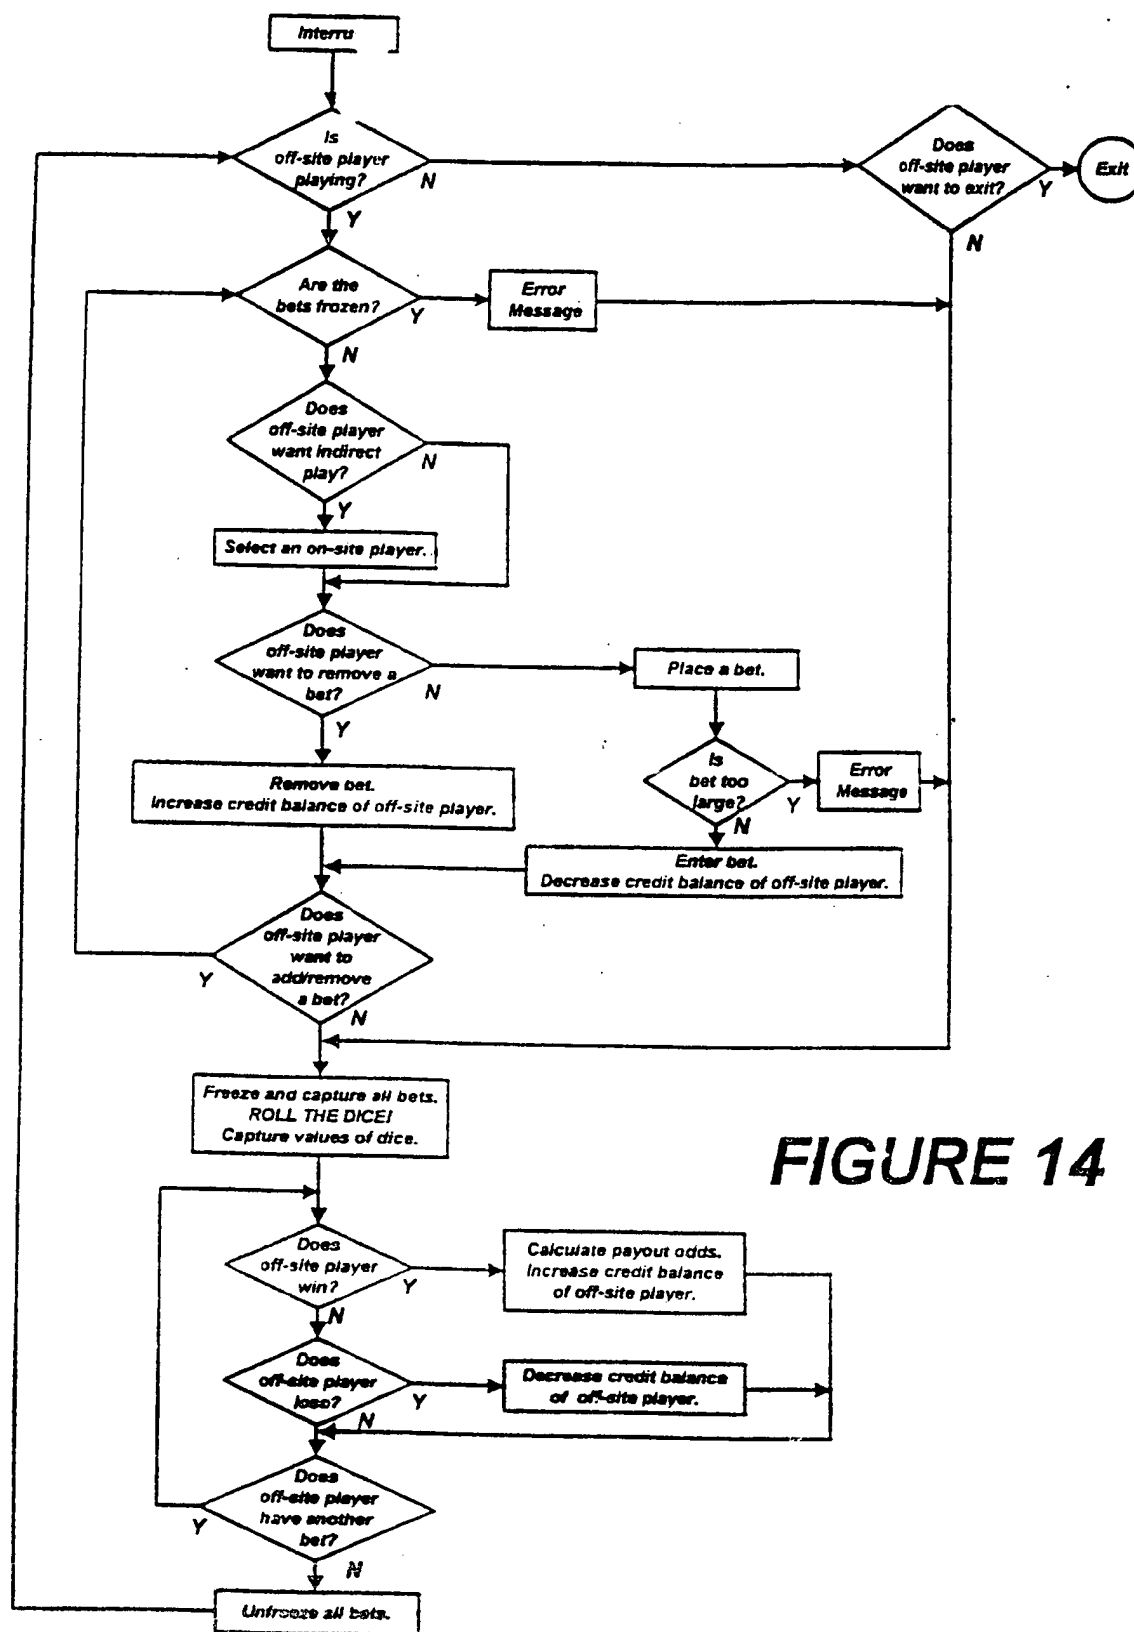 Interru
Is
off-site player
playing?
N
Y
Does
off-site player
want to exit?
Y
Exit
N
Are the
bets frozen?
Y
Error
Message
N
Does
off-site player
want indirect
play?
N
Y
Select an on-site player.
Does
off-site player
want to remove a
bet?
N
Place a bet.
Y
Is
bet too
large?
Y
Error
Message
N
Remove bet.
Increase credit balance of off-site player.
Enter bet.
Decrease credit balance of off-site player.
Does
off-site player
want to
add/remove
a bet?
Y
N
Freeze and capture all bets.
ROLL THE DICE!
Capture values of dice.
FIGURE 14
Does
off-site player
win?
Y
Calculate payout odds.
Increase credit balance
of off-site player.
N
Does
off-site player
lose?
Y
Decrease credit balance
of off-site player.
N
Does
off-site player
have another
bet?
Y
N
Unfreeze all bets.